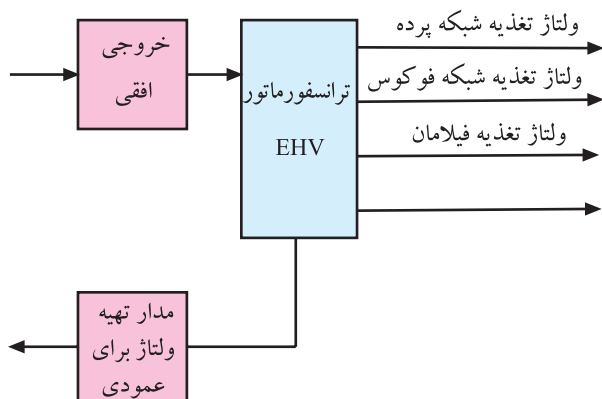 خروجی
افقی
ترانسفورماتور
EHV
ولتاژ تغذیه شبکه پرده
ولتاژ تغذیه شبکه فوکوس
ولتاژ تغذیه فیلامان
مدار تهیه
ولتاژ برای
عمودی